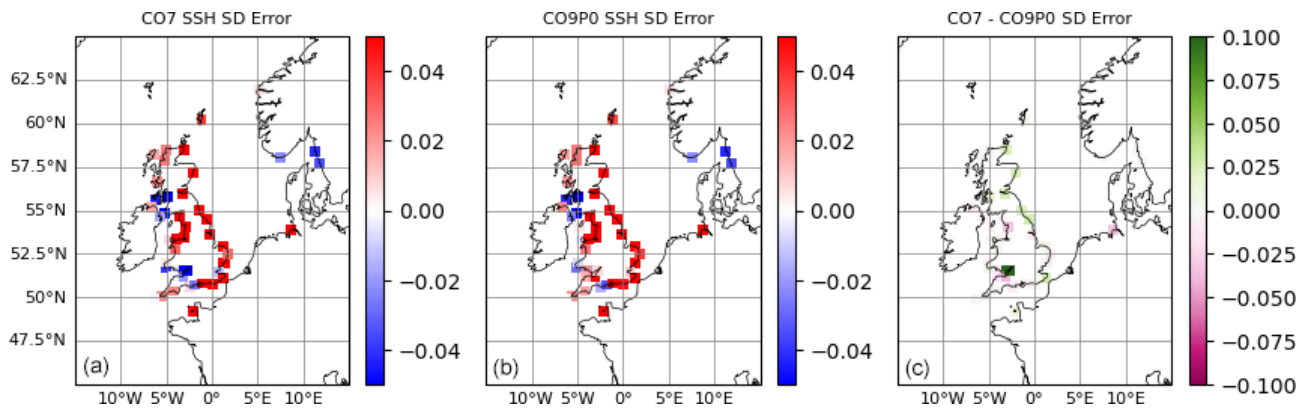 CO7 SSH SD Error
CO9P0 SSH SD Error
CO7 - CO9P0 SD Error
62.5°N
60°N
57.5°N
55°N
52.5°N
50°N
47.5°N
(a)
10°W 5°W 0°E 5°E 10°E
0.04
0.02
0.00
−0.02
−0.04
(b)
10°W 5°W 0°E 5°E 10°E
0.04
0.02
0.00
−0.02
−0.04
(c)
10°W 5°W 0°E 5°E 10°E
0.100
0.075
0.050
0.025
0.000
−0.025
−0.050
−0.075
−0.100